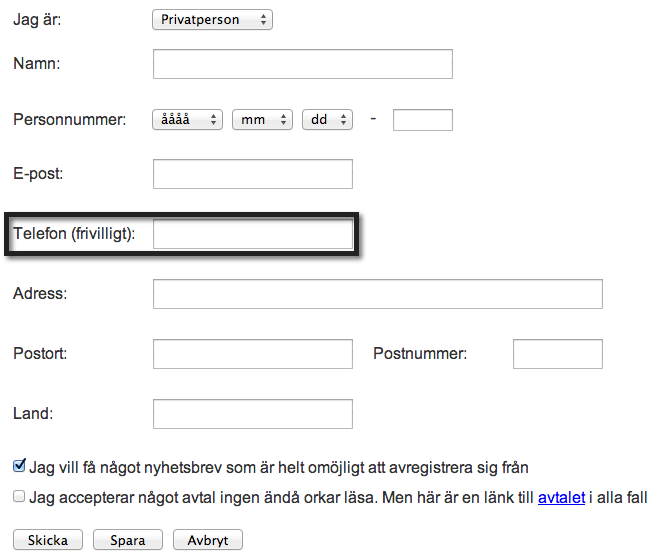 Jag är: Privatperson
Namn:
Personnummer: åååå mm dd -
E-post:
Telefon (frivilligt):
Adress:
Postort: Postnummer:
Land:
Jag vill få något nyhetsbrev som är helt omöjligt att avregistrera sig från
Jag accepterar något avtal ingen ändå orkar läsa. Men här är en länk till avtalet i alla fall
Skicka Spara Avbryt